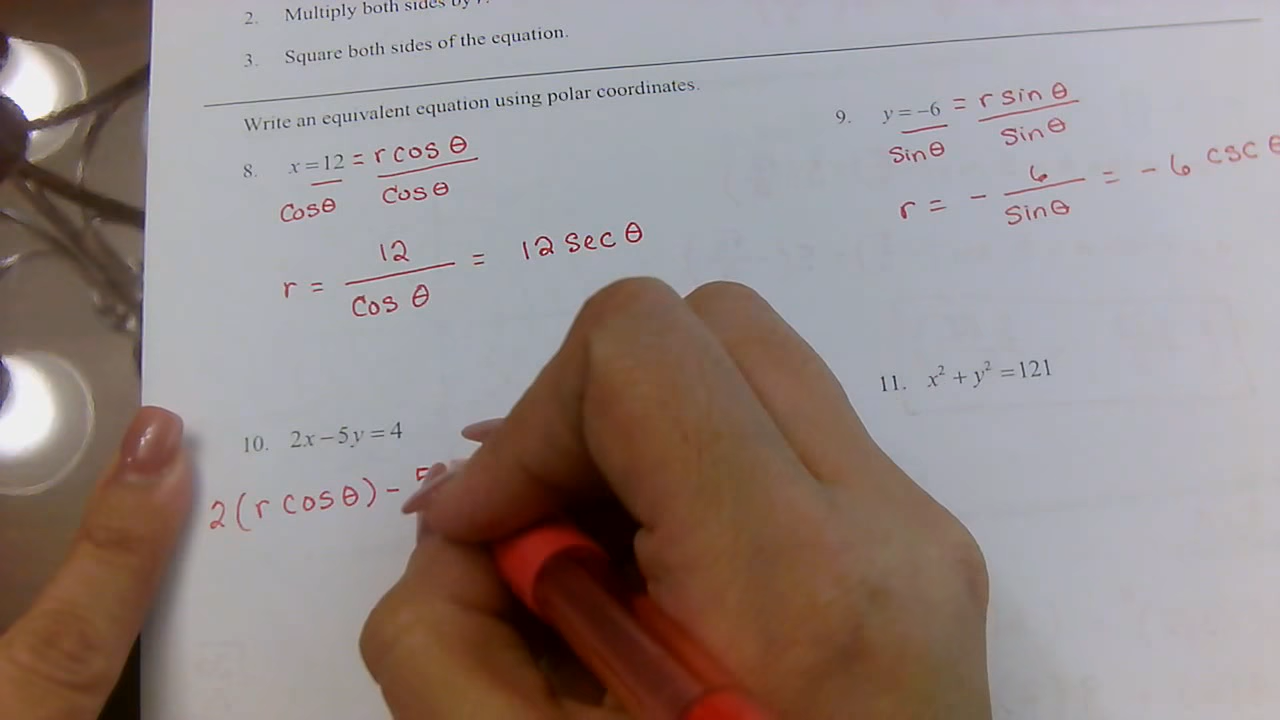 2. Multiply both sides by r.
3. Square both sides of the equation.
Write an equivalent equation using polar coordinates.
8. x = 12 = r cos θ
cos θ cos θ
r = 12 / cos θ = 12 sec θ
9. y = −6 = r sin θ
sin θ sin θ
r = − 6 / sin θ = −6 csc θ
10. 2x − 5y = 4
2(r cos θ) − 5
11. x² + y² = 121